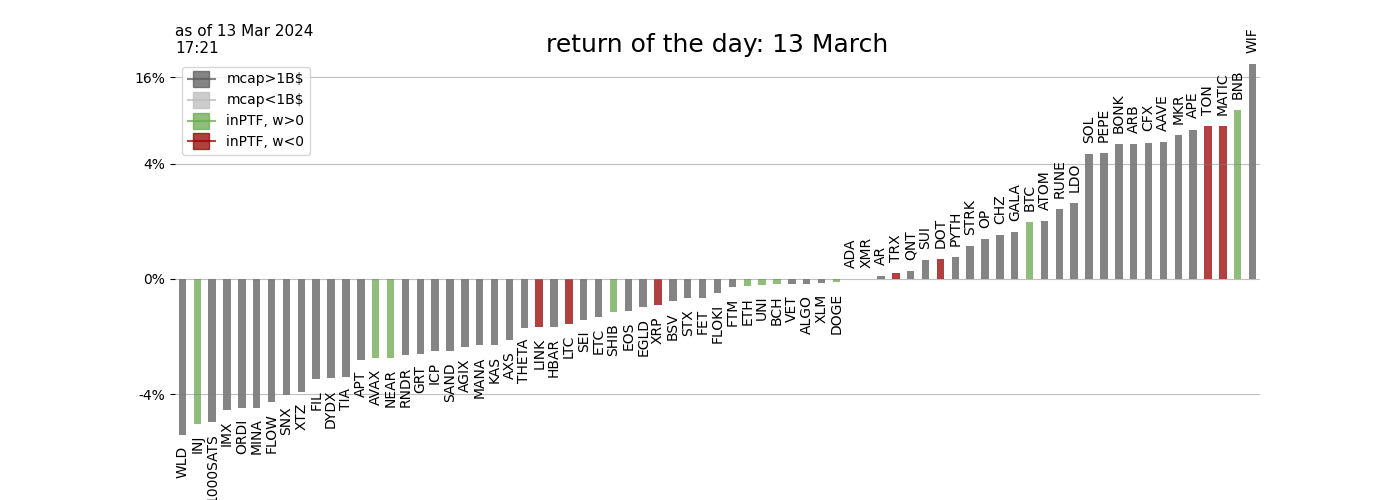 as of 13 Mar 2024
17:21
return of the day: 13 March
mcap>1B$
mcap<1B$
inPTF, w>0
inPTF, w<0
16%
4%
0%
-4%
WLD
INJ
1000SATS
IMX
ORDI
MINA
FLOW
SNX
XTZ
FIL
DYDX
TIA
APT
AVAX
NEAR
RNDR
GRT
ICP
SAND
AGIX
MANA
KAS
AXS
THETA
LINK
HBAR
LTC
SEI
ETC
SHIB
EOS
EGLD
XRP
BSV
STX
FET
FLOKI
FTM
ETH
UNI
BCH
VET
ALGO
XLM
DOGE
ADA
XMR
AR
TRX
QNT
SUI
DOT
PYTH
STRK
OP
CHZ
GALA
BTC
ATOM
RUNE
LDO
SOL
PEPE
BONK
ARB
CFX
AAVE
MKR
APE
TON
MATIC
BNB
WIF